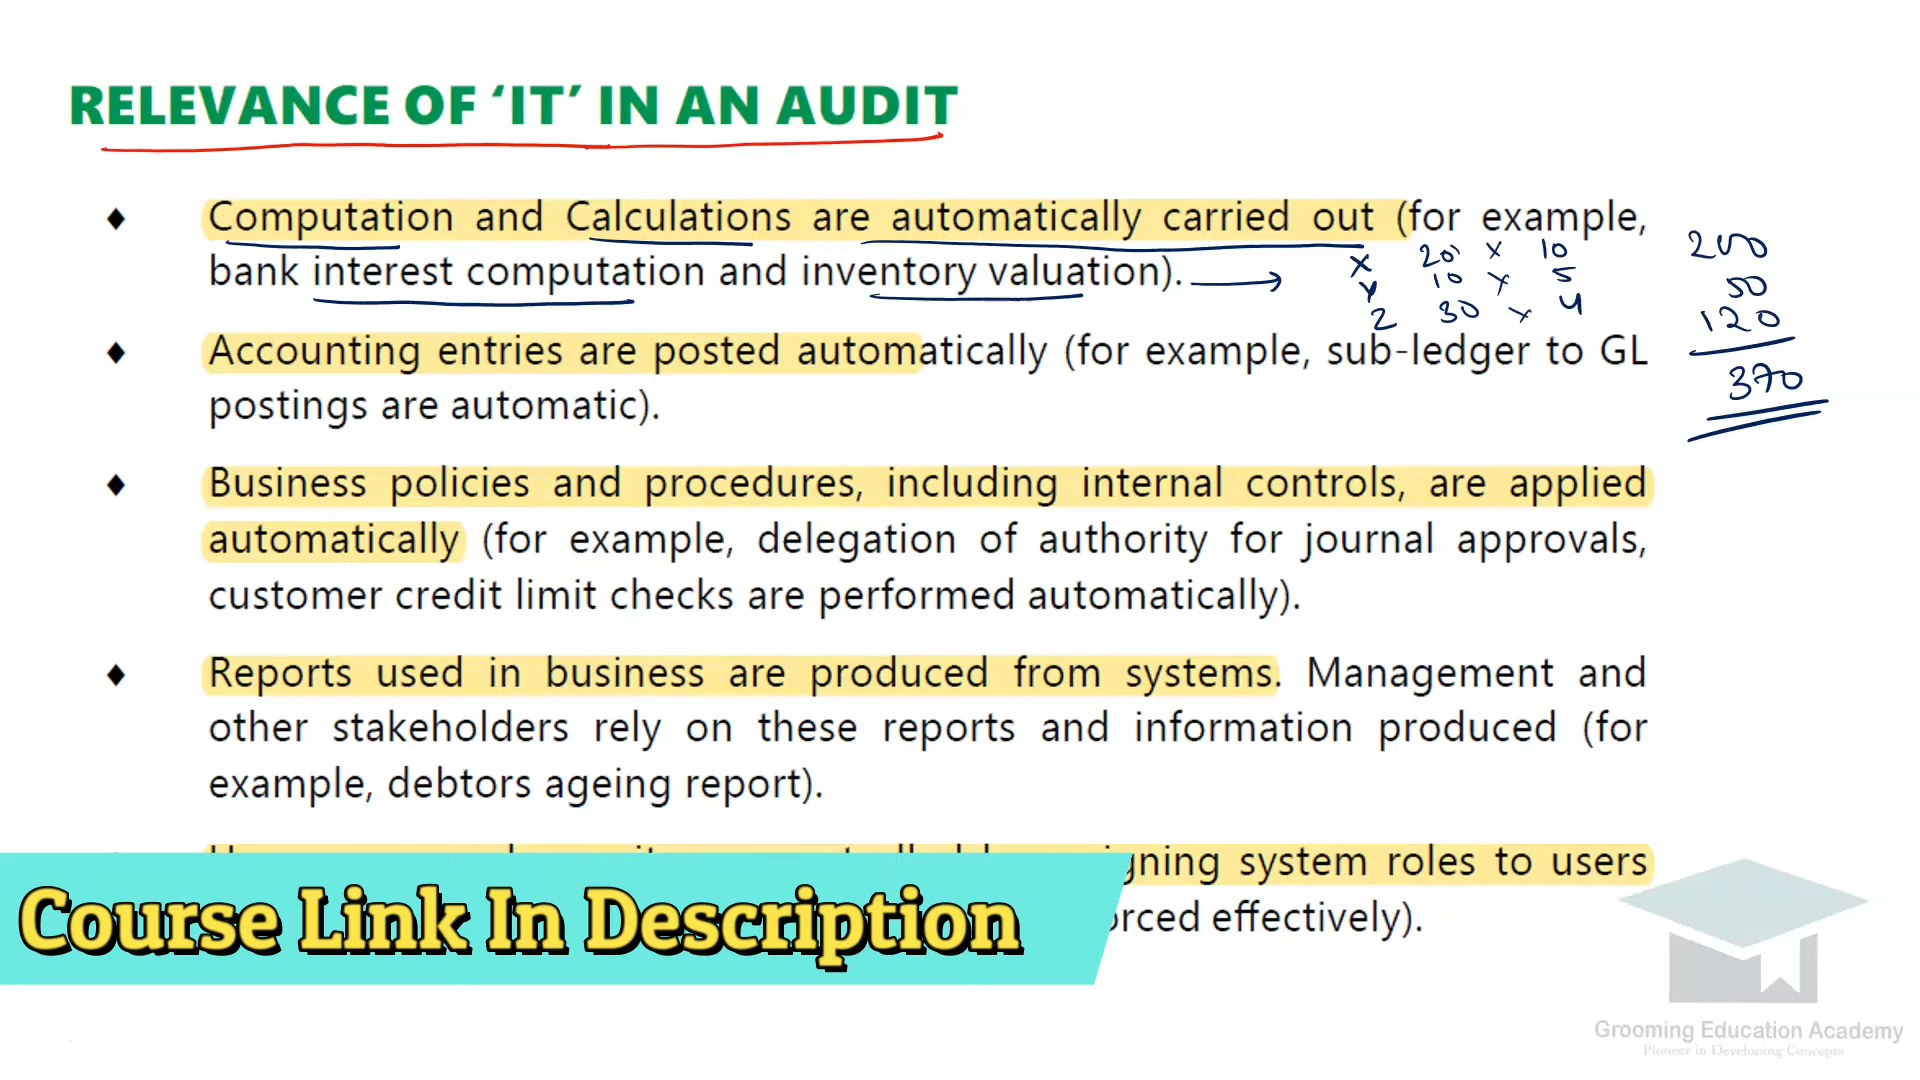 RELEVANCE OF ‘IT’ IN AN AUDIT
♦ Computation and Calculations are automatically carried out (for example,
bank interest computation and inventory valuation).
X 20 x 10 200
Y 10 x 5 50
Z 30 x 4 120
370
♦ Accounting entries are posted automatically (for example, sub-ledger to GL
postings are automatic).
♦ Business policies and procedures, including internal controls, are applied
automatically (for example, delegation of authority for journal approvals,
customer credit limit checks are performed automatically).
♦ Reports used in business are produced from systems. Management and
other stakeholders rely on these reports and information produced (for
example, debtors ageing report).
system roles to users
effectively).
Course Link In Description
Grooming Education Academy
Pioneer in Developing Concepts